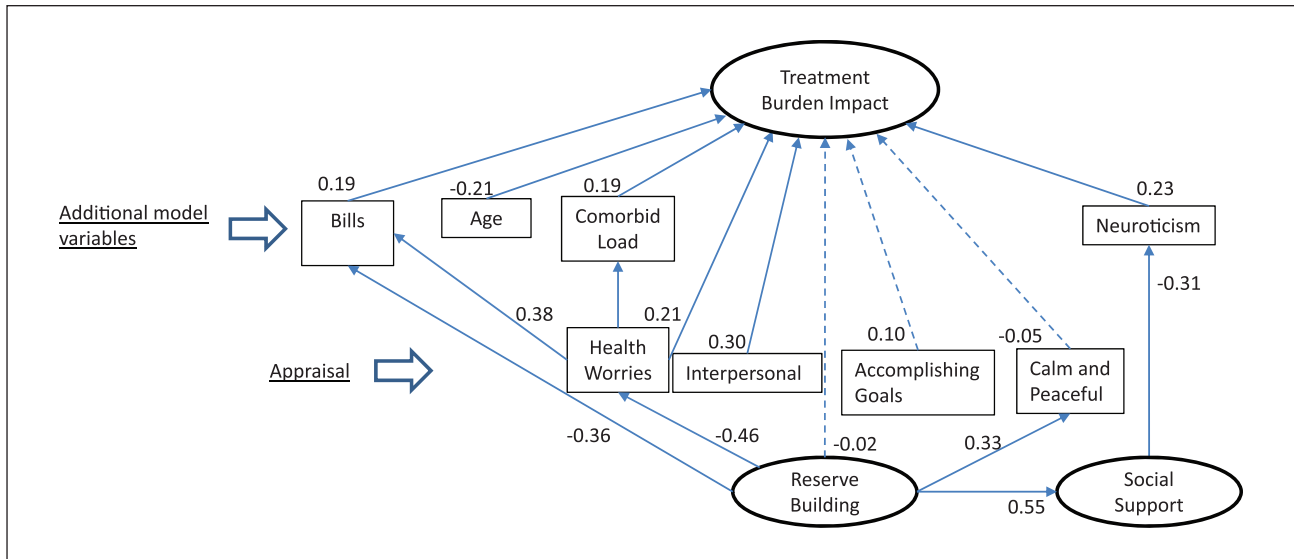 Treatment
Burden Impact
0.19
-0.21
0.19
0.23
Additional model
variables
Bills
Age
Comorbid
Load
Neuroticism
-0.31
0.38
0.21
0.30
0.10
-0.05
Appraisal
Health
Worries
Interpersonal
Accomplishing
Goals
Calm and
Peaceful
-0.36
-0.46
-0.02
0.33
Reserve
Building
0.55
Social
Support